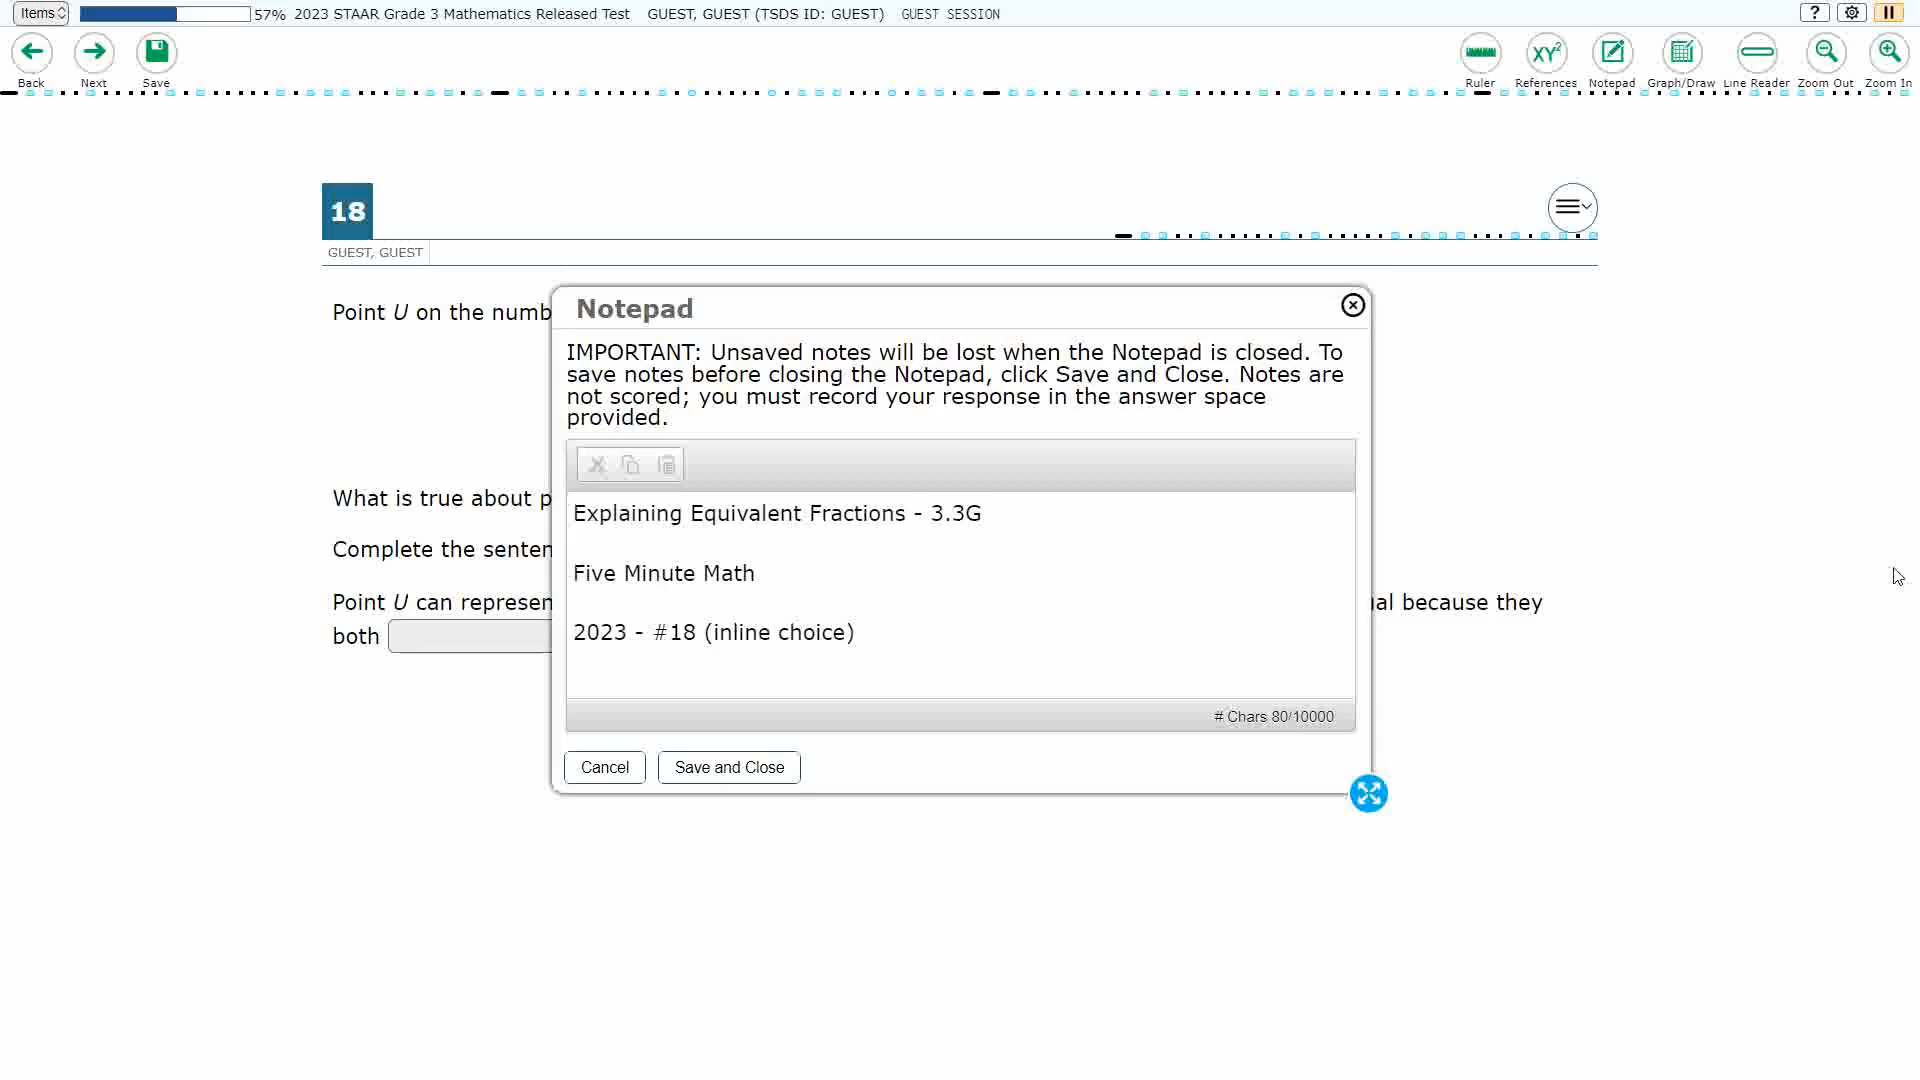 Items 57% 2023 STAAR Grade 3 Mathematics Released Test GUEST, GUEST (TSDS ID: GUEST) GUEST SESSION ?
XY²
Back Next Save Ruler References Notepad Graph/Draw Line Reader Zoom Out Zoom In
18
GUEST, GUEST
Notepad
Point U on the numb
IMPORTANT: Unsaved notes will be lost when the Notepad is closed. To
save notes before closing the Notepad, click Save and Close. Notes are
not scored; you must record your response in the answer space
provided.
What is true about p
Explaining Equivalent Fractions - 3.3G
Complete the senten
Five Minute Math
Point U can represen
al because they
both
2023 - #18 (inline choice)
# Chars 80/10000
Cancel Save and Close